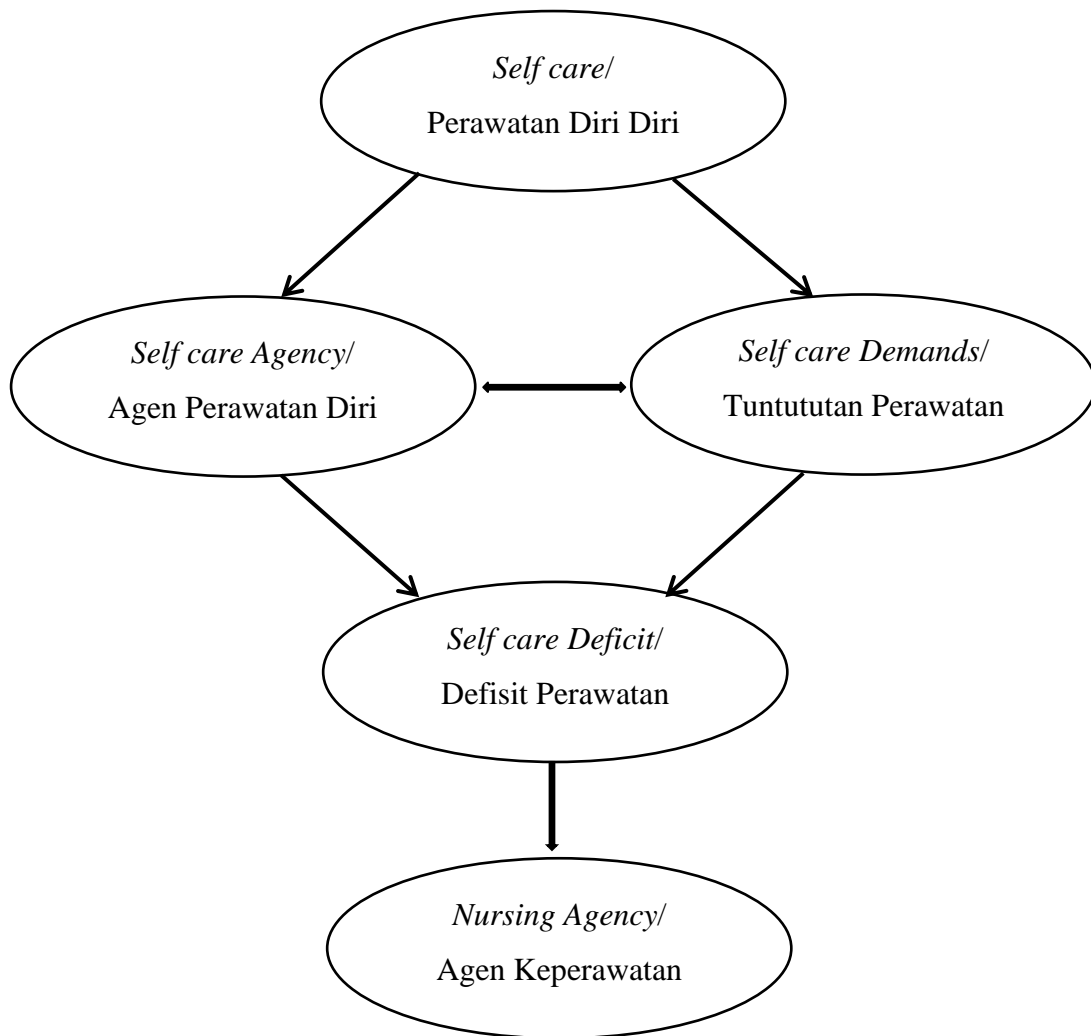 Self care/
Perawatan Diri Diri
Self care Agency/
Agen Perawatan Diri
Self care Demands/
Tuntututan Perawatan
Self care Deficit/
Defisit Perawatan
Nursing Agency/
Agen Keperawatan